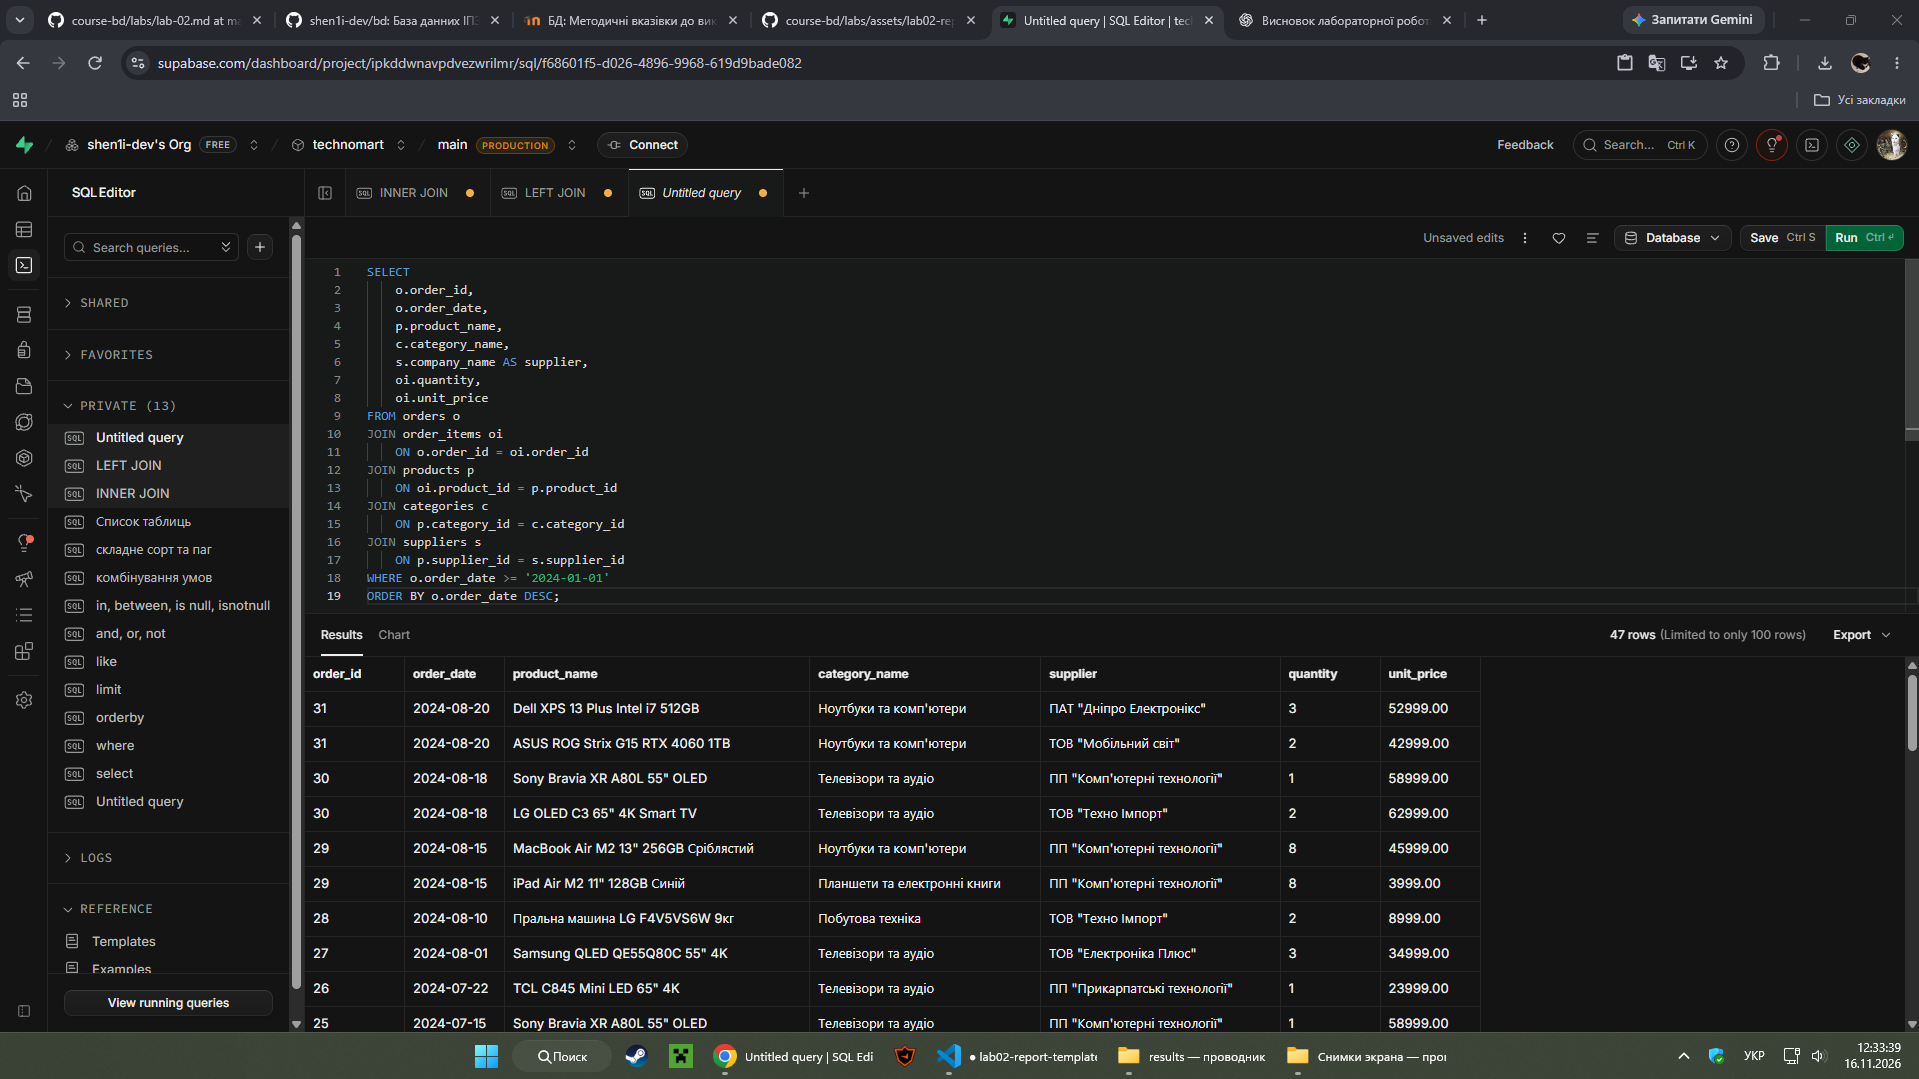 course-bd/labs/lab-02.md at ma
shen1i-dev/bd: База данних ІПЗ
БД: Методичні вказівки до вик
course-bd/labs/assets/lab02-rep
Untitled query | SQL Editor | tec
Висновок лабораторної робот
Запитати Gemini
supabase.com/dashboard/project/ipkddwnavpdvezwrilmr/sql/f68601f5-d026-4896-9968-619d9bade082
Усі закладки
shen1i-dev's Org FREE / technomart / main PRODUCTION Connect
Feedback Search... Ctrl K
SQL Editor
INNER JOIN
LEFT JOIN
Untitled query
Search queries...
Unsaved edits Database Save Ctrl S Run Ctrl ↵
SHARED
FAVORITES
PRIVATE (13)
Untitled query
LEFT JOIN
INNER JOIN
Список таблиць
складне сорт та паг
комбінування умов
in, between, is null, isnotnull
and, or, not
like
limit
orderby
where
select
Untitled query
LOGS
REFERENCE
Templates
Examples
View running queries
1 SELECT
2 o.order_id,
3 o.order_date,
4 p.product_name,
5 c.category_name,
6 s.company_name AS supplier,
7 oi.quantity,
8 oi.unit_price
9 FROM orders o
10 JOIN order_items oi
11 ON o.order_id = oi.order_id
12 JOIN products p
13 ON oi.product_id = p.product_id
14 JOIN categories c
15 ON p.category_id = c.category_id
16 JOIN suppliers s
17 ON p.supplier_id = s.supplier_id
18 WHERE o.order_date >= '2024-01-01'
19 ORDER BY o.order_date DESC;
Results Chart 47 rows (Limited to only 100 rows) Export
order_id order_date product_name category_name supplier quantity unit_price
31 2024-08-20 Dell XPS 13 Plus Intel i7 512GB Ноутбуки та комп'ютери ПАТ "Дніпро Електронікс" 3 52999.00
31 2024-08-20 ASUS ROG Strix G15 RTX 4060 1TB Ноутбуки та комп'ютери ТОВ "Мобільний світ" 2 42999.00
30 2024-08-18 Sony Bravia XR A80L 55" OLED Телевізори та аудіо ПП "Комп'ютерні технології" 1 58999.00
30 2024-08-18 LG OLED C3 65" 4K Smart TV Телевізори та аудіо ТОВ "Техно Імпорт" 2 62999.00
29 2024-08-15 MacBook Air M2 13" 256GB Сріблястий Ноутбуки та комп'ютери ПП "Комп'ютерні технології" 8 45999.00
29 2024-08-15 iPad Air M2 11" 128GB Синій Планшети та електронні книги ПП "Комп'ютерні технології" 8 3999.00
28 2024-08-10 Пральна машина LG F4V5VS6W 9кг Побутова техніка ТОВ "Техно Імпорт" 2 8999.00
27 2024-08-01 Samsung QLED QE55Q80C 55" 4K Телевізори та аудіо ТОВ "Електроніка Плюс" 3 34999.00
26 2024-07-22 TCL C845 Mini LED 65" 4K Телевізори та аудіо ПП "Прикарпатські технології" 1 23999.00
25 2024-07-15 Sony Bravia XR A80L 55" OLED Телевізори та аудіо ПП "Комп'ютерні технології" 1 58999.00
Поиск
Untitled query | SQL Edi
● lab02-report-template
results — проводник
Снимки экрана — про
УКР
12:33:39
16.11.2026